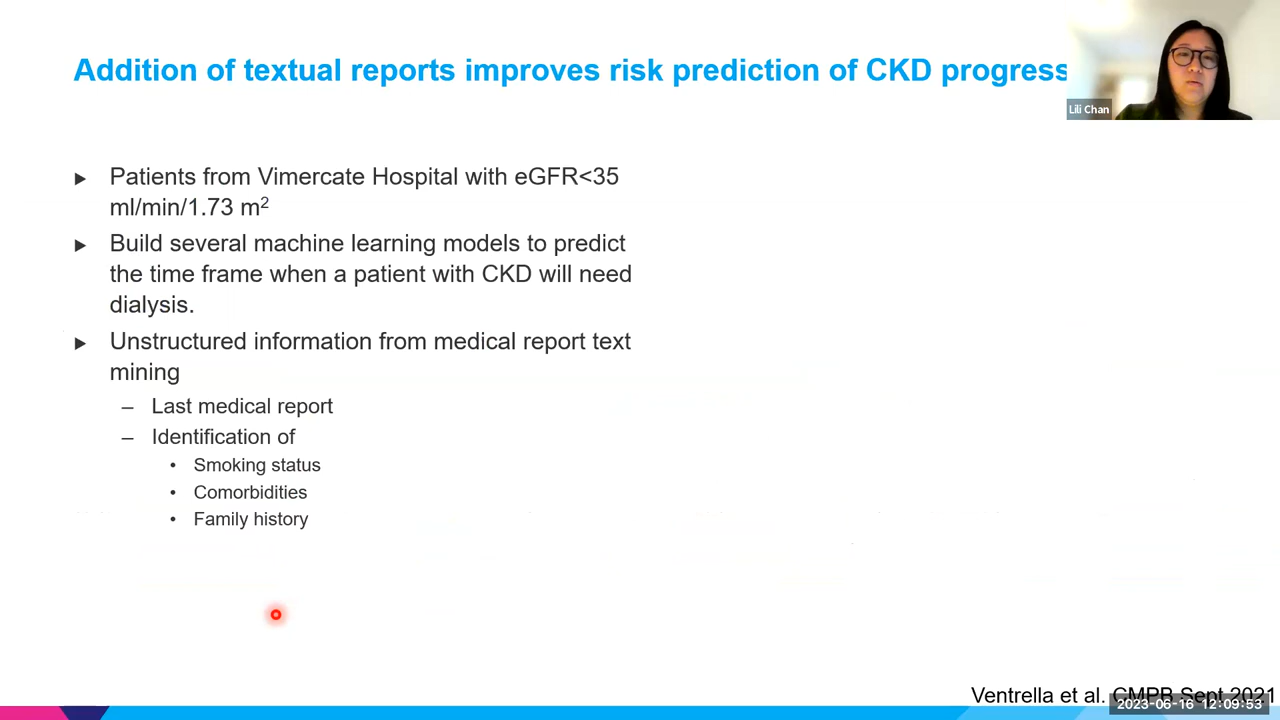 Addition of textual reports improves risk prediction of CKD progress
Lili Chan
Patients from Vimercate Hospital with eGFR<35
ml/min/1.73 m²
Build several machine learning models to predict
the time frame when a patient with CKD will need
dialysis.
Unstructured information from medical report text
mining
– Last medical report
– Identification of
• Smoking status
• Comorbidities
• Family history
Ventrella et al. CMPB Sept 2021
2023-06-16 12:09:53